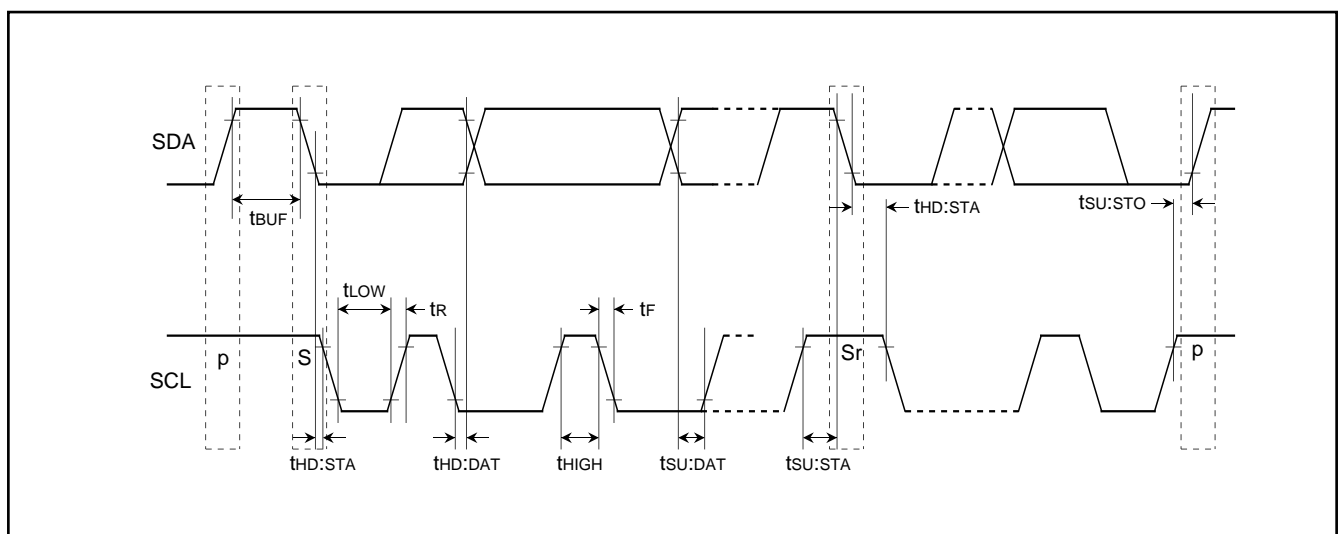 SDA
tBUF
tHD:STA
tSU:STO
tLOW
tR
tF
p
S
Sr
p
SCL
tHD:STA
tHD:DAT
tHIGH
tSU:DAT
tSU:STA